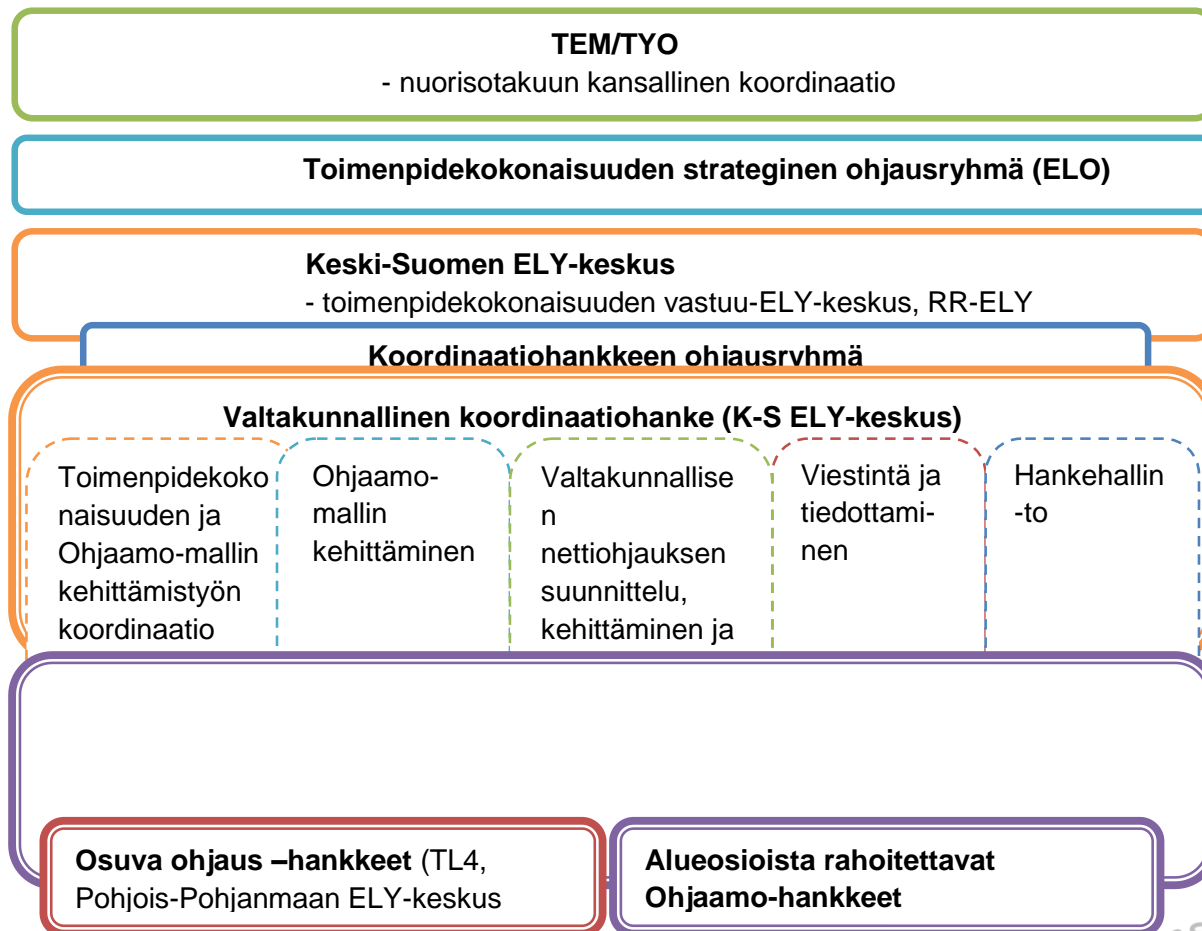 TEM/TYO
- nuorisotakuun kansallinen koordinaatio
Toimenpidekokonaisuuden strateginen ohjausryhmä (ELO)
Keski-Suomen ELY-keskus
- toimenpidekokonaisuuden vastuu-ELY-keskus, RR-ELY
Koordinaatiohankkeen ohjausryhmä
Valtakunnallinen koordinaatiohanke (K-S ELY-keskus)
Toimenpidekoko
naisuuden ja
Ohjaamo-mallin
kehittämistyön
koordinaatio
Ohjaamo-
mallin
kehittäminen
Valtakunnallise
n
nettiohjauksen
suunnittelu,
kehittäminen ja
Viestintä ja
tiedottami-
nen
Hankehallin
-to
Osuva ohjaus –hankkeet (TL4,
Pohjois-Pohjanmaan ELY-keskus
Alueosioista rahoitettavat
Ohjaamo-hankkeet